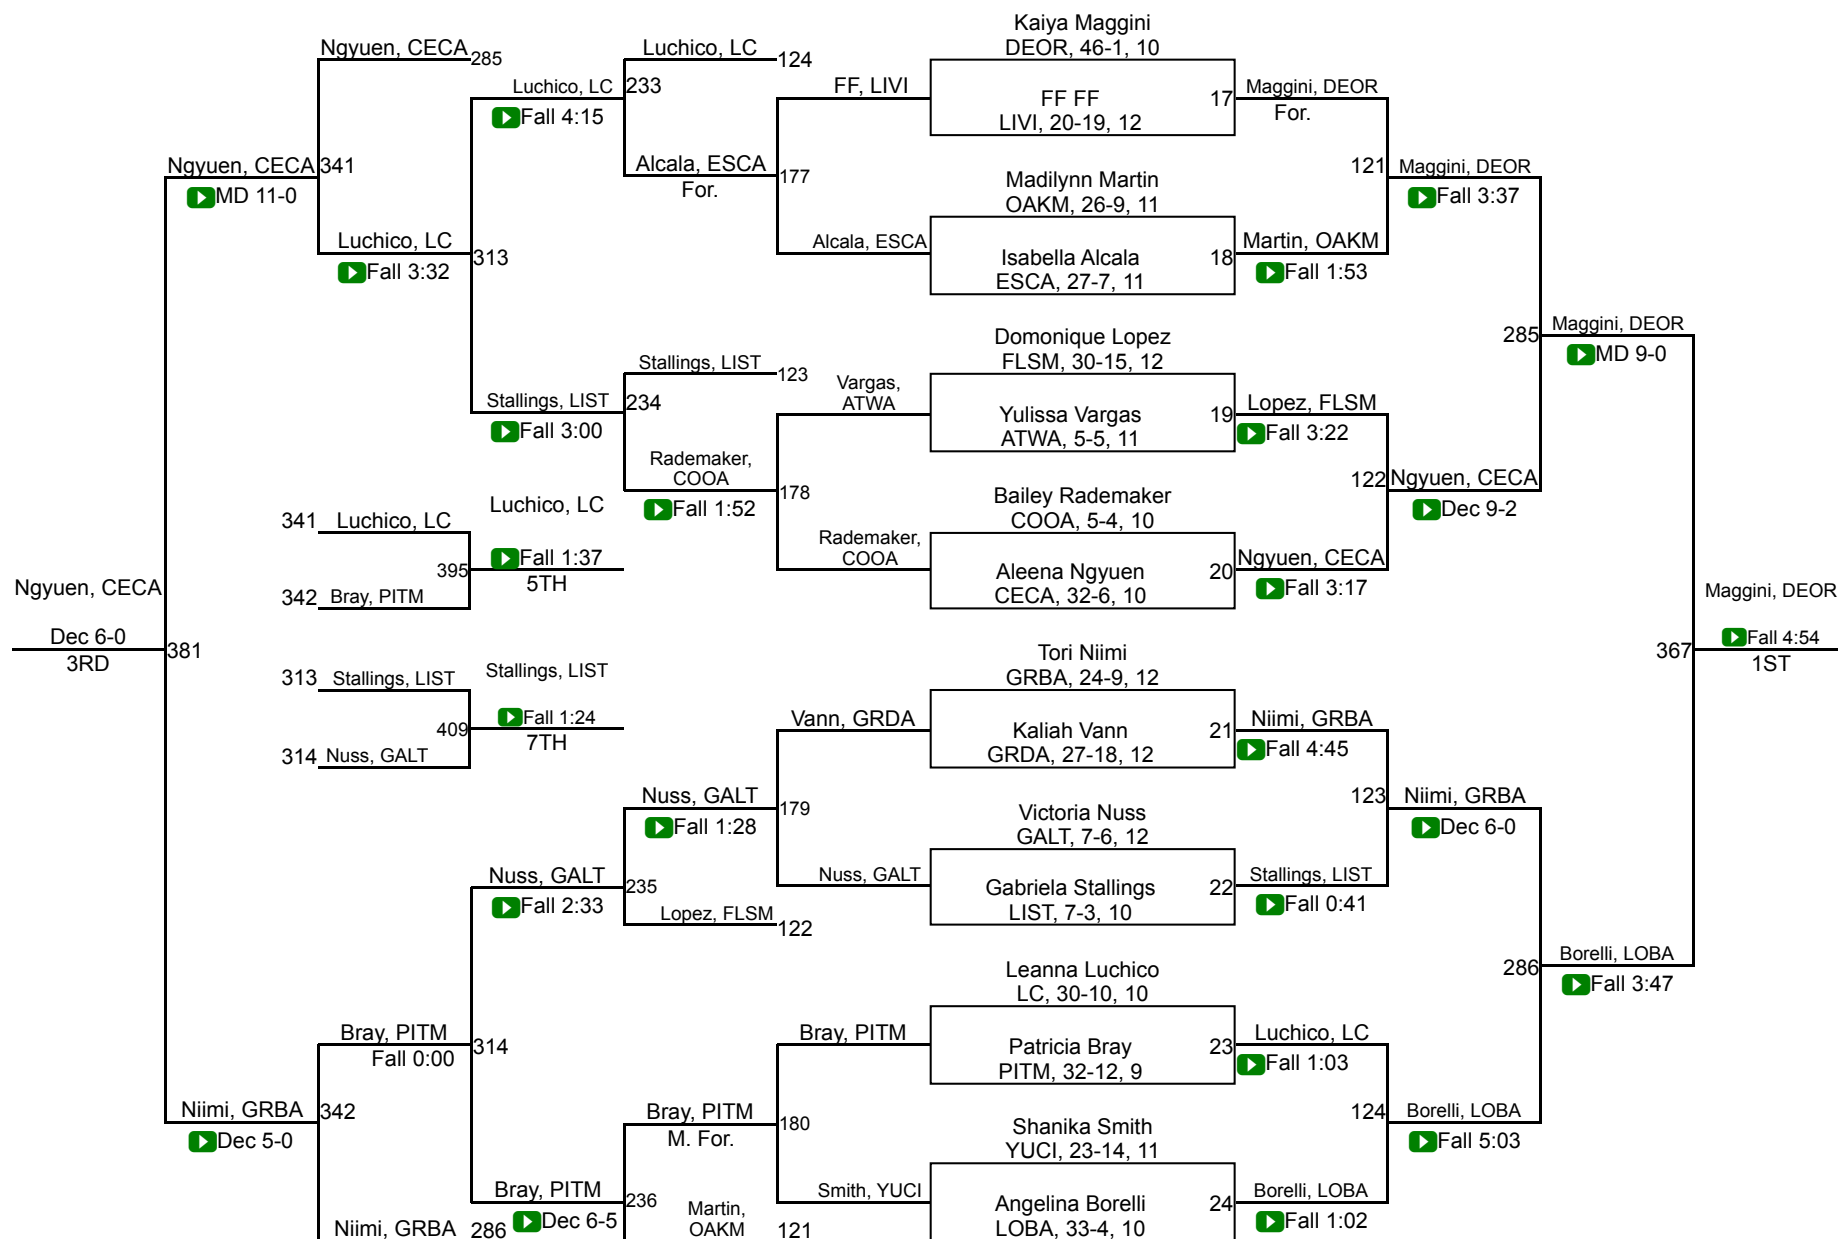 Kaiya Maggini
Ngyuen, CECA
285
Luchico, LC
124
DEOR, 46-1, 10
Luchico, LC
233
FF, LIVI
FF FF
17
Maggini, DEOR
Fall 4:15
LIVI, 20-19, 12
For.
Ngyuen, CECA
341
Alcala, ESCA
177
121
Maggini, DEOR
MD 11-0
For.
Madilynn Martin
Fall 3:37
OAKM, 26-9, 11
Luchico, LC
313
Alcala, ESCA
Isabella Alcala
18
Martin, OAKM
Fall 3:32
ESCA, 27-7, 11
Fall 1:53
Domonique Lopez
285
Maggini, DEOR
Stallings, LIST
123
FLSM, 30-15, 12
MD 9-0
Stallings, LIST
234
Vargas,
ATWA
Yulissa Vargas
19
Lopez, FLSM
Fall 3:00
ATWA, 5-5, 11
Fall 3:22
Rademaker,
COOA
178
122
Ngyuen, CECA
Fall 1:52
Bailey Rademaker
Dec 9-2
Luchico, LC
COOA, 5-4, 10
341
Luchico, LC
Rademaker,
COOA
395
Fall 1:37
Aleena Ngyuen
20
Ngyuen, CECA
5TH
CECA, 32-6, 10
Fall 3:17
342
Bray, PITM
Ngyuen, CECA
Maggini, DEOR
Dec 6-0
381
367
Fall 4:54
3RD
1ST
Tori Niimi
313
Stallings, LIST
Stallings, LIST
GRBA, 24-9, 12
409
Fall 1:24
Vann, GRDA
Kaliah Vann
21
Niimi, GRBA
7TH
GRDA, 27-18, 12
Fall 4:45
314
Nuss, GALT
Nuss, GALT
179
123
Niimi, GRBA
Fall 1:28
Victoria Nuss
Dec 6-0
GALT, 7-6, 12
Nuss, GALT
235
Nuss, GALT
Gabriela Stallings
22
Stallings, LIST
Fall 2:33
LIST, 7-3, 10
Fall 0:41
Lopez, FLSM
122
Leanna Luchico
286
Borelli, LOBA
LC, 30-10, 10
Fall 3:47
Bray, PITM
314
Bray, PITM
Patricia Bray
23
Luchico, LC
Fall 0:00
PITM, 32-12, 9
Fall 1:03
Niimi, GRBA
342
Bray, PITM
180
124
Borelli, LOBA
Dec 5-0
M. For.
Shanika Smith
Fall 5:03
YUCI, 23-14, 11
Bray, PITM
236
Smith, YUCI
Angelina Borelli
24
Borelli, LOBA
Niimi, GRBA
286
Dec 6-5
Martin,
OAKM
121
LOBA, 33-4, 10
Fall 1:02